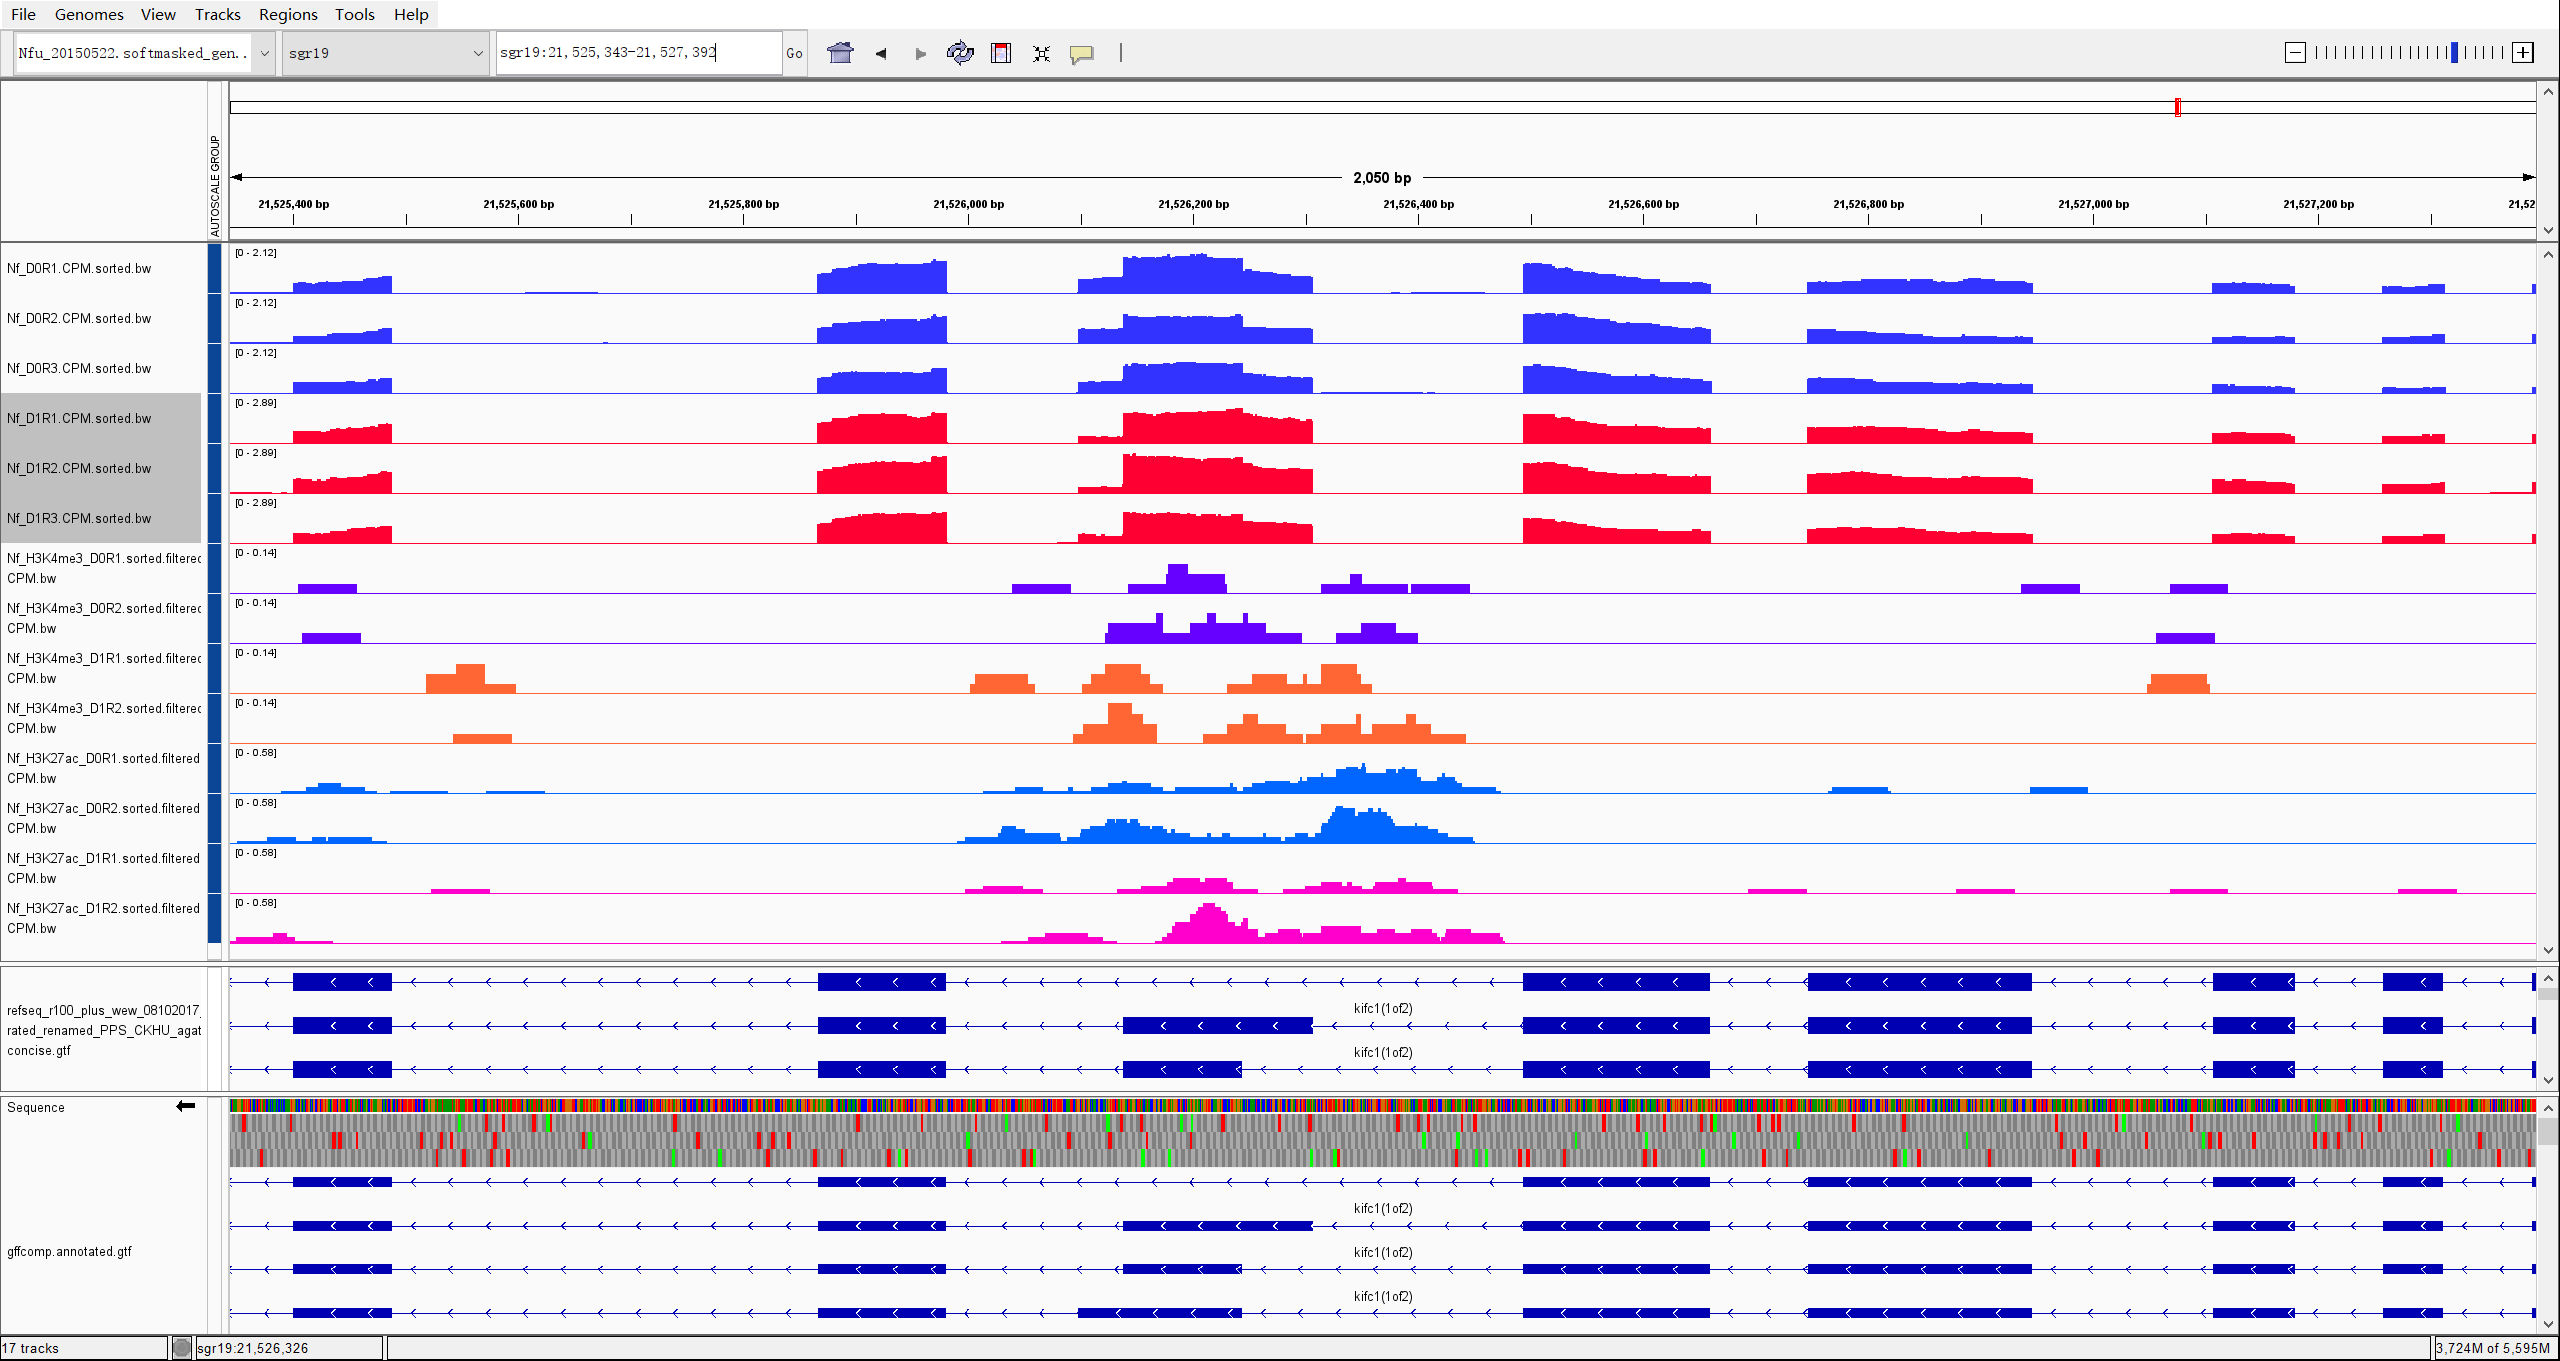 File Genomes View Tracks Regions Tools Help
Nfu_20150522.softmasked_gen.. sgr19 sgr19:21,525,343-21,527,392 Go
AUTOSCALE GROUP
2,050 bp
21,525,400 bp 21,525,600 bp 21,525,800 bp 21,526,000 bp 21,526,200 bp 21,526,400 bp 21,526,600 bp 21,526,800 bp 21,527,000 bp 21,527,200 bp 21,52
[0 - 2.12]
Nf_D0R1.CPM.sorted.bw
[0 - 2.12]
Nf_D0R2.CPM.sorted.bw
[0 - 2.12]
Nf_D0R3.CPM.sorted.bw
[0 - 2.89]
Nf_D1R1.CPM.sorted.bw
[0 - 2.89]
Nf_D1R2.CPM.sorted.bw
[0 - 2.89]
Nf_D1R3.CPM.sorted.bw
[0 - 0.14]
Nf_H3K4me3_D0R1.sorted.filterec
CPM.bw
[0 - 0.14]
Nf_H3K4me3_D0R2.sorted.filterec
CPM.bw
[0 - 0.14]
Nf_H3K4me3_D1R1.sorted.filterec
CPM.bw
[0 - 0.14]
Nf_H3K4me3_D1R2.sorted.filterec
CPM.bw
[0 - 0.58]
Nf_H3K27ac_D0R1.sorted.filtered
CPM.bw
[0 - 0.58]
Nf_H3K27ac_D0R2.sorted.filtered
CPM.bw
[0 - 0.58]
Nf_H3K27ac_D1R1.sorted.filtered
CPM.bw
[0 - 0.58]
Nf_H3K27ac_D1R2.sorted.filtered
CPM.bw
refseq_r100_plus_wew_08102017_
rated_renamed_PPS_CKHU_agat
concise.gtf
kifc1(1of2)
kifc1(1of2)
Sequence
kifc1(1of2)
gffcomp.annotated.gtf
kifc1(1of2)
kifc1(1of2)
17 tracks sgr19:21,526,326 3,724M of 5,595M